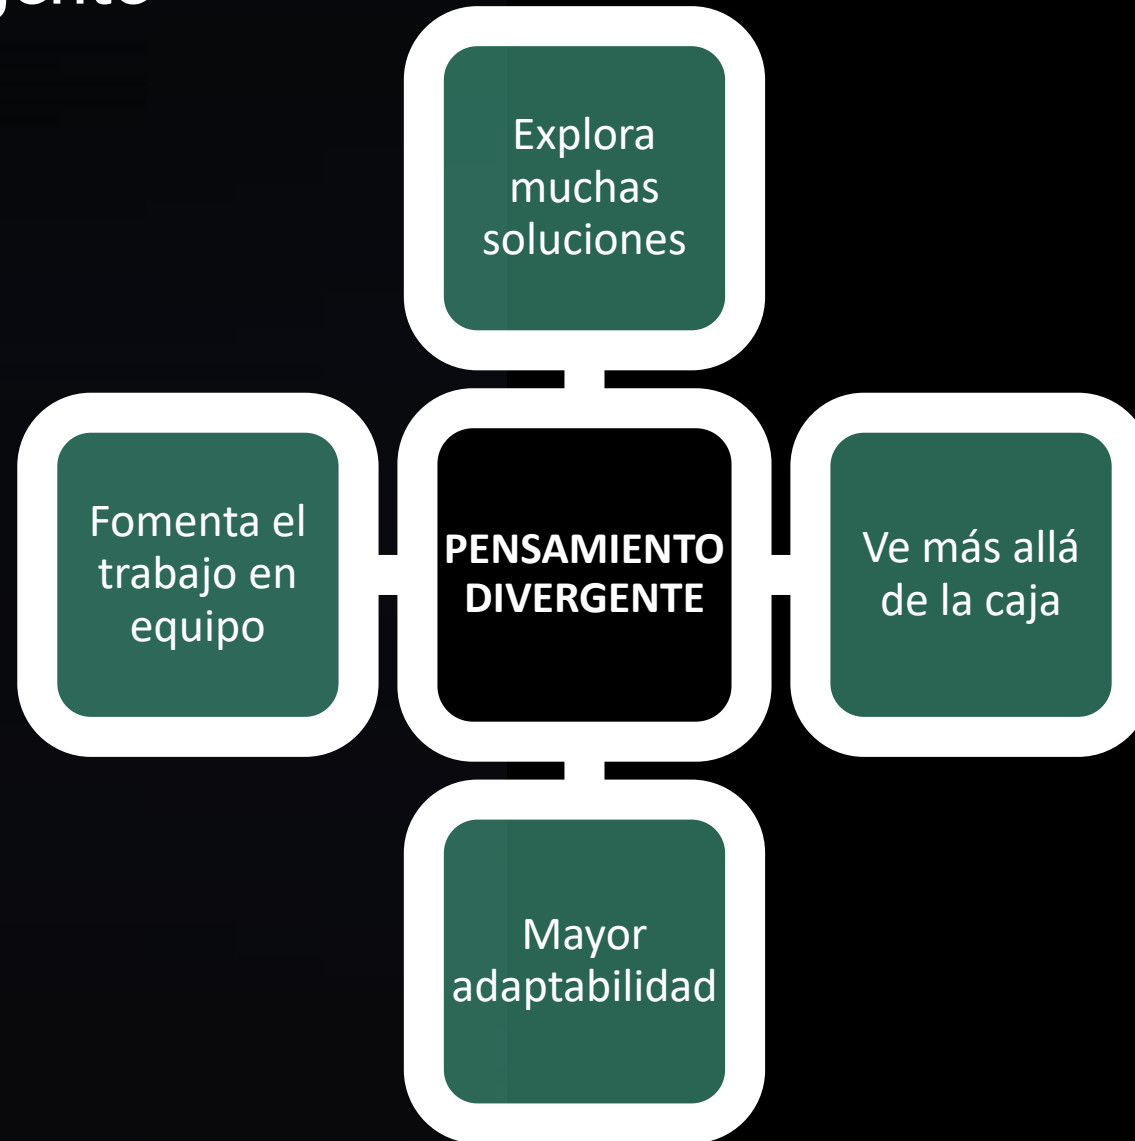 Explora
muchas
soluciones
Fomenta el
trabajo en
equipo
PENSAMIENTO
DIVERGENTE
Ve más allá
de la caja
Mayor
adaptabilidad